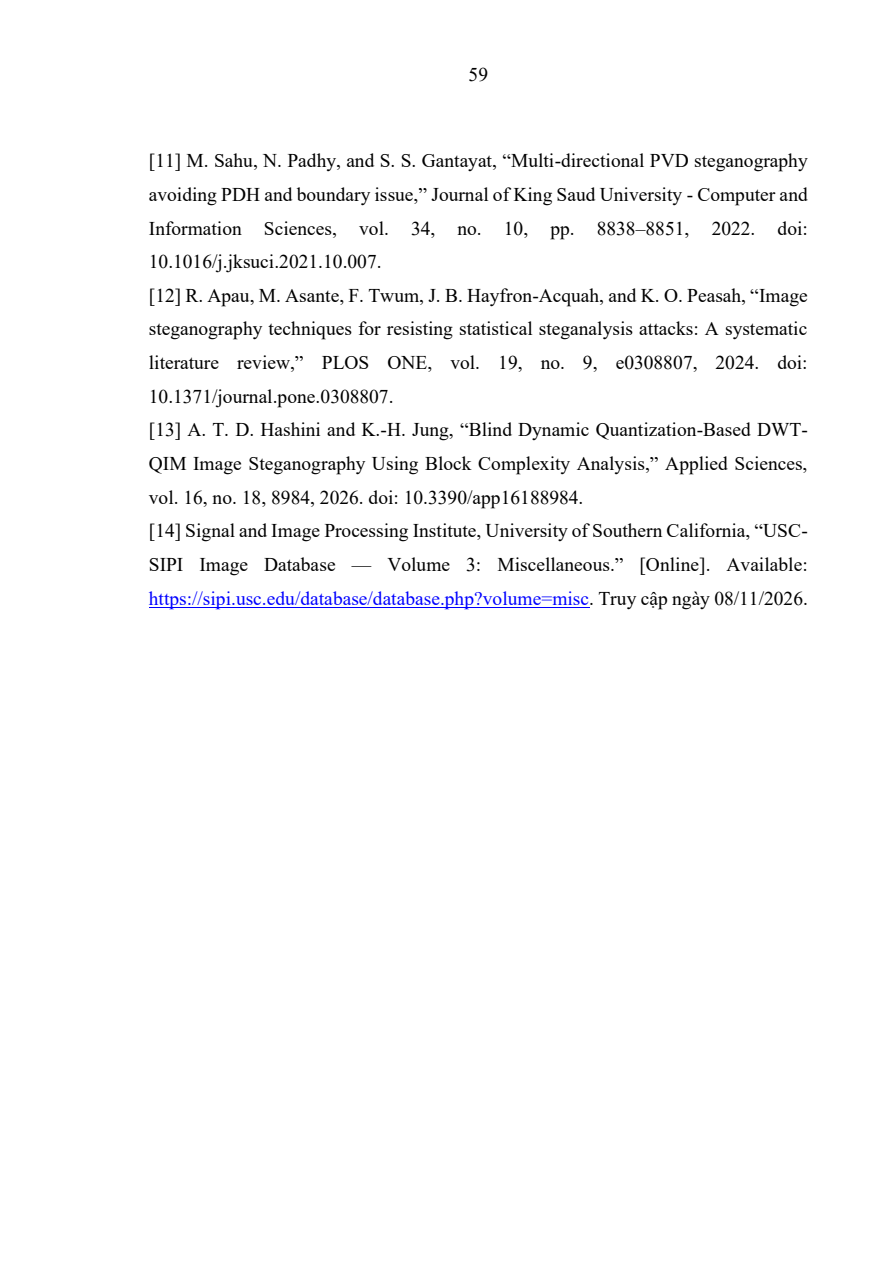 59
[11] M. Sahu, N. Padhy, and S. S. Gantayat, “Multi-directional PVD steganography
avoiding PDH and boundary issue,” Journal of King Saud University - Computer and
Information Sciences, vol. 34, no. 10, pp. 8838–8851, 2022. doi:
10.1016/j.jksuci.2021.10.007.
[12] R. Apau, M. Asante, F. Twum, J. B. Hayfron-Acquah, and K. O. Peasah, “Image
steganography techniques for resisting statistical steganalysis attacks: A systematic
literature review,” PLOS ONE, vol. 19, no. 9, e0308807, 2024. doi:
10.1371/journal.pone.0308807.
[13] A. T. D. Hashini and K.-H. Jung, “Blind Dynamic Quantization-Based DWT-
QIM Image Steganography Using Block Complexity Analysis,” Applied Sciences,
vol. 16, no. 18, 8984, 2026. doi: 10.3390/app16188984.
[14] Signal and Image Processing Institute, University of Southern California, “USC-
SIPI Image Database — Volume 3: Miscellaneous.” [Online]. Available:
https://sipi.usc.edu/database/database.php?volume=misc. Truy cập ngày 08/11/2026.